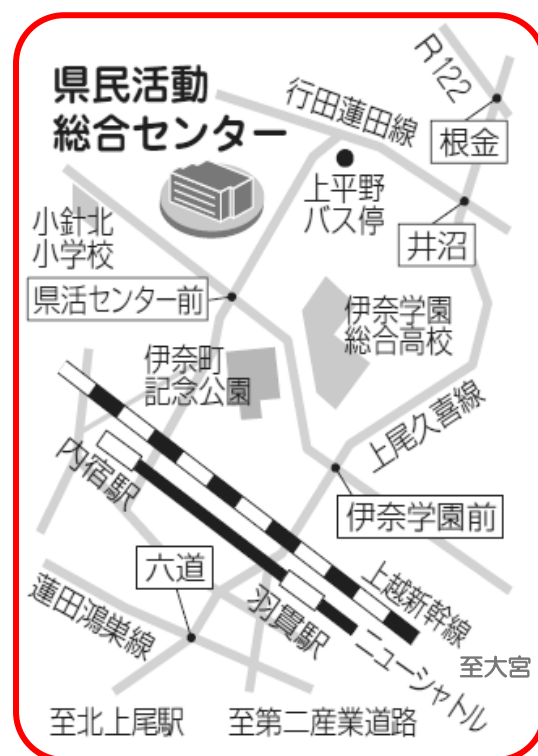 県民活動
総合センター
R122
行田蓮田線
根金
上平野
バス停
井沼
小針北
小学校
県活センター前
伊奈学園
総合高校
伊奈町
記念公園
上尾久喜線
内宿駅
伊奈学園前
六道
羽貫駅
上越新幹線
蓮田鴻巣線
ニューシャトル
至大宮
至北上尾駅
至第二産業道路